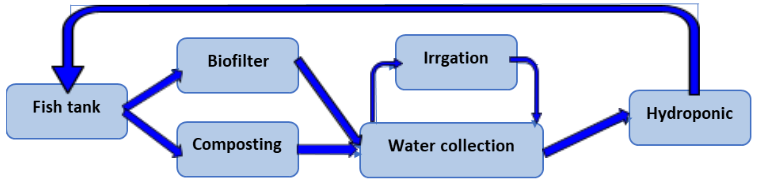 Fish tank
Biofilter
Composting
Irrgation
Water collection
Hydroponic